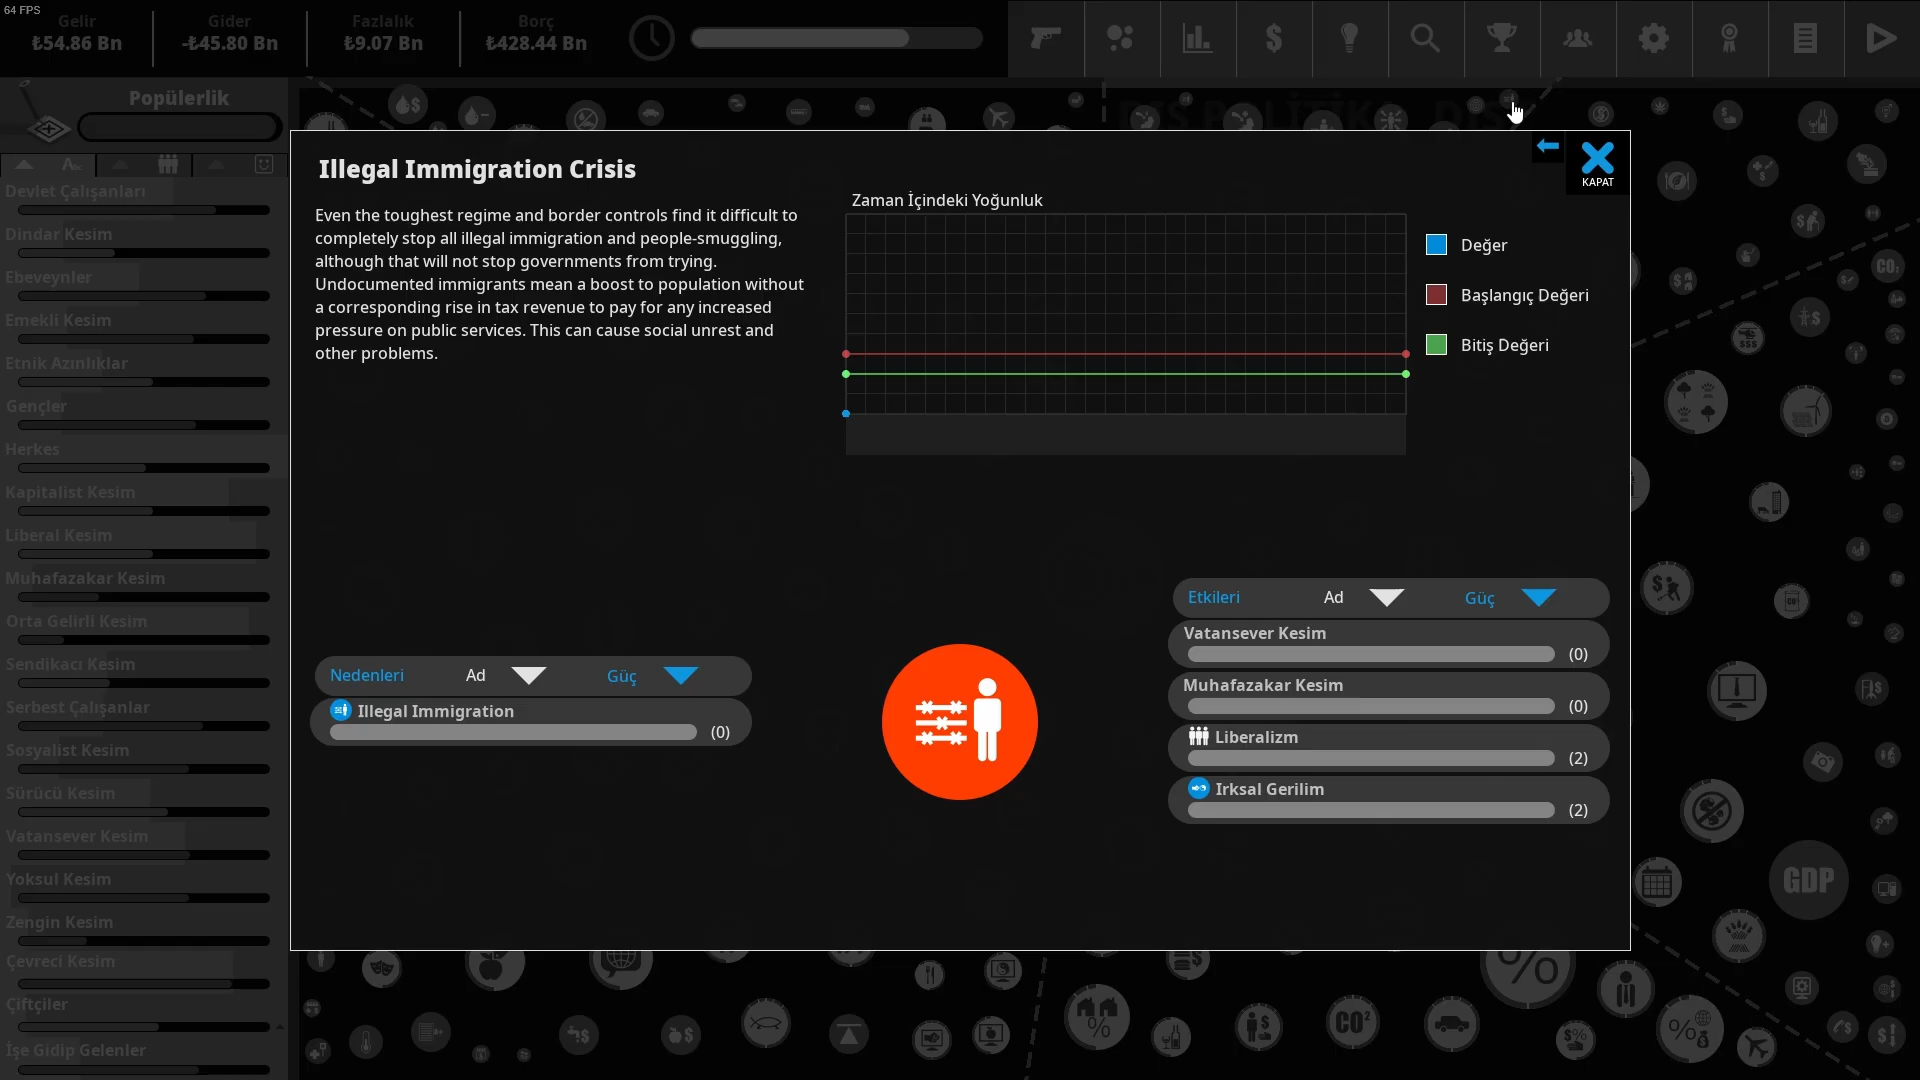 64 FPS
Gelir
₺54.86 Bn
Gider
-₺45.80 Bn
Fazlalık
₺9.07 Bn
Borç
₺428.44 Bn
Popülerlik
Devlet Çalışanları
Dindar Kesim
Ebeveynler
Emekli Kesim
Etnik Azınlıklar
Gençler
Herkes
Kapitalist Kesim
Liberal Kesim
Muhafazakar Kesim
Orta Gelirli Kesim
Sendikacı Kesim
Serbest Çalışanlar
Sosyalist Kesim
Sürücü Kesim
Vatansever Kesim
Yoksul Kesim
Zengin Kesim
Çevreci Kesim
Çiftçiler
İşe Gidip Gelenler
DIŞ POLİTİKA
Illegal Immigration Crisis
KAPAT
Even the toughest regime and border controls find it difficult to
completely stop all illegal immigration and people-smuggling,
although that will not stop governments from trying.
Undocumented immigrants mean a boost to population without
a corresponding rise in tax revenue to pay for any increased
pressure on public services. This can cause social unrest and
other problems.
Zaman İçindeki Yoğunluk
Değer
Başlangıç Değeri
Bitiş Değeri
Nedenleri Ad Güç
Illegal Immigration
(0)
Etkileri Ad Güç
Vatansever Kesim
(0)
Muhafazakar Kesim
(0)
Liberalizm
(2)
Irksal Gerilim
(2)
GDP
CO²